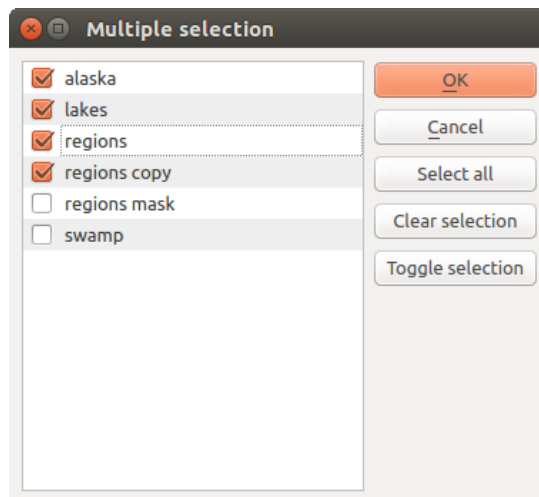 Multiple selection
alaska
lakes
regions
regions copy
regions mask
swamp
OK
Cancel
Select all
Clear selection
Toggle selection